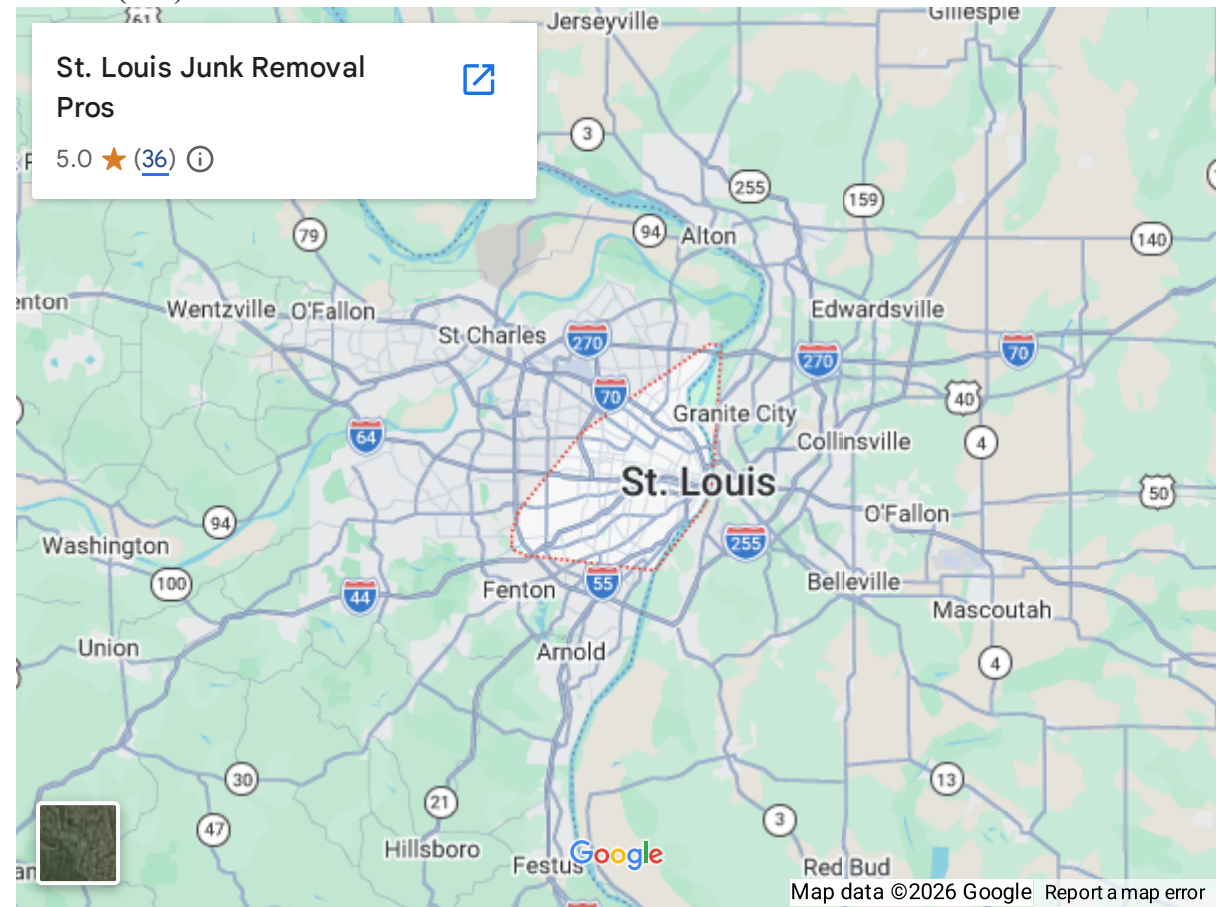 61
Jerseyville
Gillespie
St. Louis Junk Removal
Pros
5.0 ★ (36)
3
255
159
79
94
Alton
140
enton
Wentzville
O'Fallon
Edwardsville
St Charles
270
270
70
70
40
Granite City
64
Collinsville
4
St. Louis
50
94
O'Fallon
Washington
255
100
Fenton
55
Belleville
44
Mascoutah
Union
Arnold
4
30
13
21
3
47
Hillsboro
Festus
Google
Red Bud
Map data ©2026 Google
Report a map error